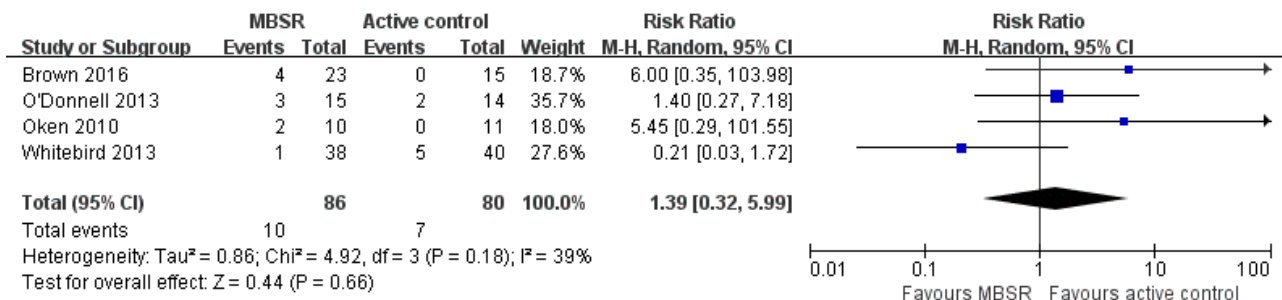 MBSR Active control Risk Ratio Risk Ratio
Study or Subgroup Events Total Events Total Weight M-H, Random, 95% CI M-H, Random, 95% CI
Brown 2016 4 23 0 15 18.7% 6.00 [0.35, 103.98]
O'Donnell 2013 3 15 2 14 35.7% 1.40 [0.27, 7.18]
Oken 2010 2 10 0 11 18.0% 5.45 [0.29, 101.55]
Whitebird 2013 1 38 5 40 27.6% 0.21 [0.03, 1.72]
Total (95% CI) 86 80 100.0% 1.39 [0.32, 5.99]
Total events 10 7
Heterogeneity: Tau² = 0.86; Chi² = 4.92, df = 3 (P = 0.18); I² = 39%
Test for overall effect: Z = 0.44 (P = 0.66)
0.01 0.1 1 10 100
Favours MBSR Favours active control